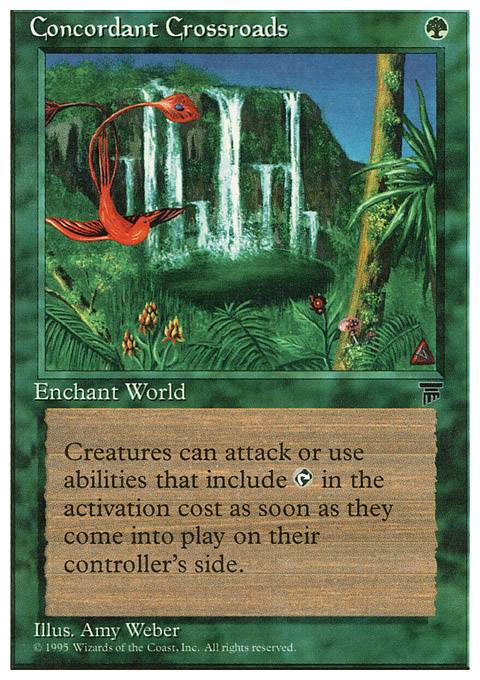 Concordant Crossroads
Enchant World
Creatures can attack or use
abilities that include in the
activation cost as soon as they
come into play on their
controller's side.
Illus. Amy Weber
© 1995 Wizards of the Coast, Inc. All rights reserved.